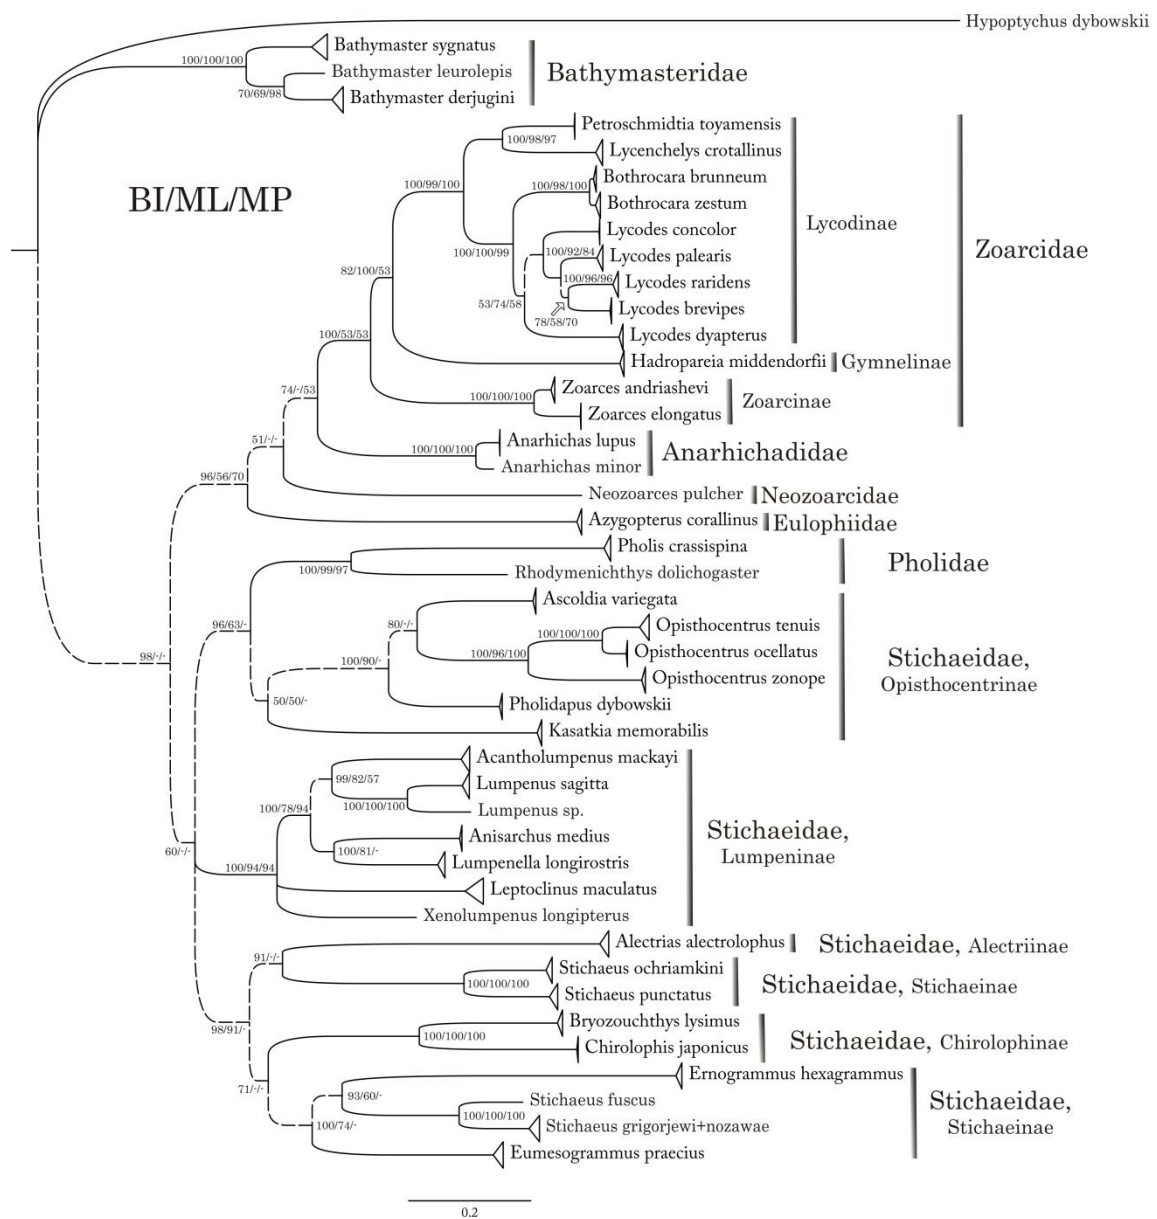 Hypoptychus dybowskii
Bathymaster sygnatus
100/100/100
Bathymaster leurolepis
Bathymasteridae
70/69/98
Bathymaster derjugini
BI/ML/MP
Petroschmidtia toyamensis
100/98/97
Lycenchelys crotallinus
Bothrocara brunneum
100/99/100
100/98/100
Bothrocara zestum
Lycodes concolor
Lycodinae
100/100/99
100/92/84
Lycodes palearis
Zoarcidae
82/100/53
100/96/96
Lycodes raridens
53/74/58
Lycodes brevipes
78/58/70
100/53/53
Lycodes dyapterus
Hadropareia middendorfii
Gymnelinae
74/-/53
Zoarces andriashevi
100/100/100
Zoarcinae
Zoarces elongatus
51/-/-
Anarhichas lupus
100/100/100
Anarhichadidae
Anarhichas minor
96/56/70
Neozoarces pulcher
Neozoarcidae
Azygopterus corallinus
Eulophiidae
Pholis crassispina
100/99/97
Pholidae
Rhodymenichthys dolichogaster
Ascoldia variegata
96/63/-
80/-/-
Opisthocentrus tenuis
100/100/100
Opisthocentrus ocellatus
98/-/-
100/90/-
100/96/100
Stichaeidae,
Opisthocentrus zonope
Opisthocentrinae
50/50/-
Pholidapus dybowskii
Kasatkia memorabilis
Acantholumpenus mackayi
99/82/57
Lumpenus sagitta
100/78/94
100/100/100
Lumpenus sp.
Anisarchus medius
Stichaeidae,
60/-/-
100/81/-
Lumpeninae
Lumpenella longirostris
100/94/94
Leptoclinus maculatus
Xenolumpenus longipterus
Alectrias alectrolophus
Stichaeidae, Alectriinae
91/-/-
Stichaeus ochriamkini
100/100/100
Stichaeidae, Stichaeinae
Stichaeus punctatus
98/91/-
Bryozouchthys lysimus
100/100/100
Stichaeidae, Chirolophinae
Chirolophis japonicus
Ernogrammus hexagrammus
71/-/-
93/60/-
Stichaeus fuscus
Stichaeidae,
100/100/100
Stichaeus grigorjewi+nozawae
Stichaeinae
100/74/-
Eumesogrammus praecius
0.2